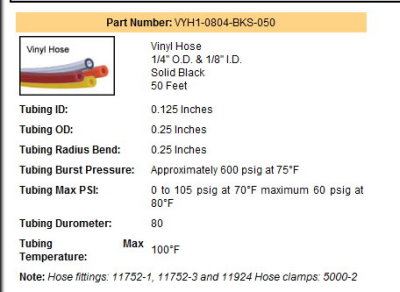 Part Number: VYH1-0804-BKS-050
Vinyl Hose
Vinyl Hose
1/4" O.D. & 1/8" I.D.
Solid Black
50 Feet
Tubing ID: 0.125 Inches
Tubing OD: 0.25 Inches
Tubing Radius Bend: 0.25 Inches
Tubing Burst Pressure: Approximately 600 psig at 75°F
Tubing Max PSI: 0 to 105 psig at 70°F maximum 60 psig at
80°F
Tubing Durometer: 80
Tubing Max
Temperature: 100°F
Note: Hose fittings: 11752-1, 11752-3 and 11924 Hose clamps: 5000-2